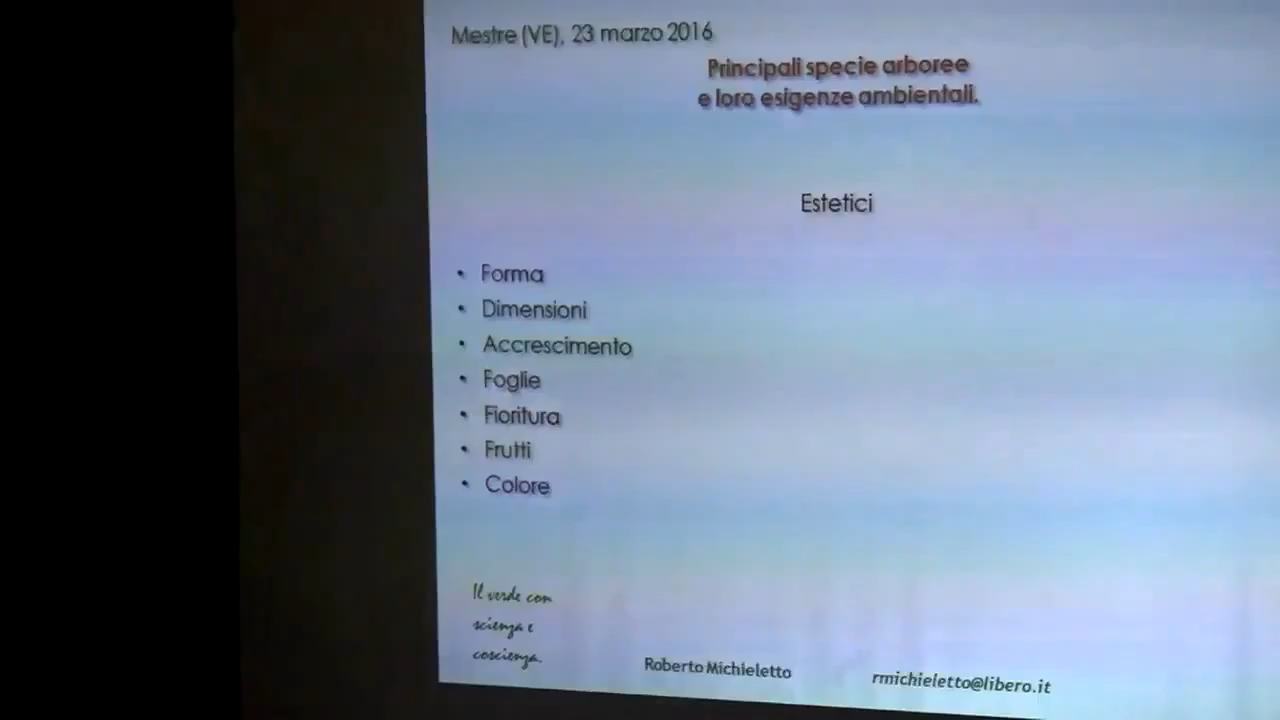 Mestre (VE), 23 marzo 2016
Principali specie arboree
e loro esigenze ambientali.
Estetici
• Forma
• Dimensioni
• Accrescimento
• Foglie
• Fioritura
• Frutti
• Colore
Il verde con
scienza e
coscienza.
Roberto Michieletto
rmichieletto@libero.it